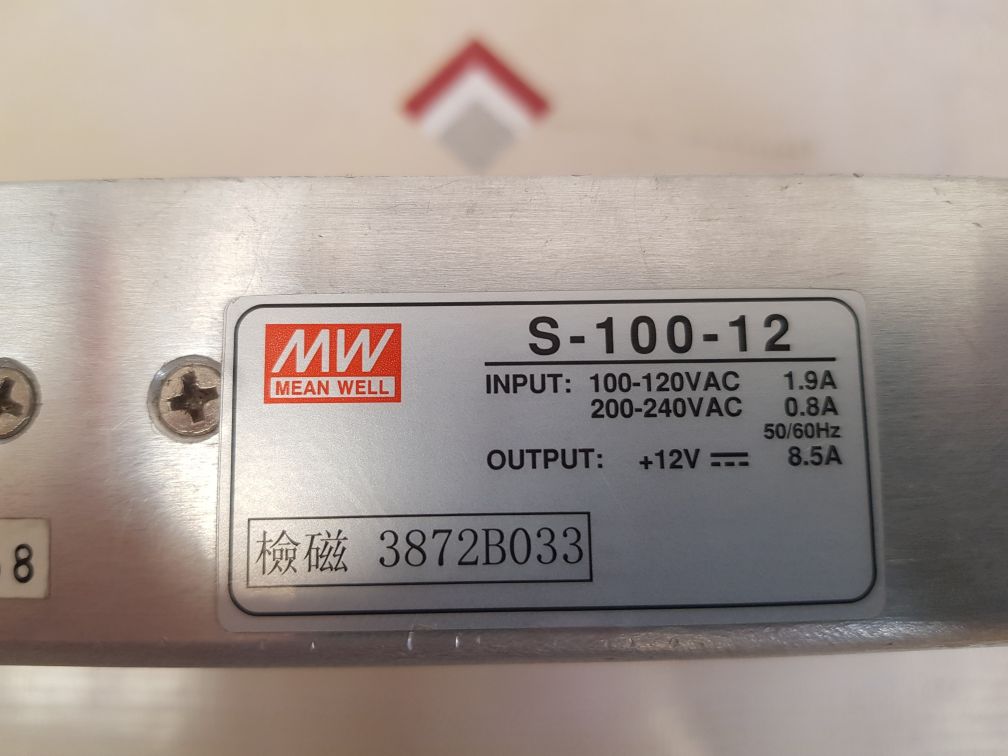 MW
MEAN WELL
S-100-12
INPUT: 100-120VAC 1.9A
200-240VAC 0.8A
50/60Hz
OUTPUT: +12V ⎓ 8.5A
檢磁 3872B033
8